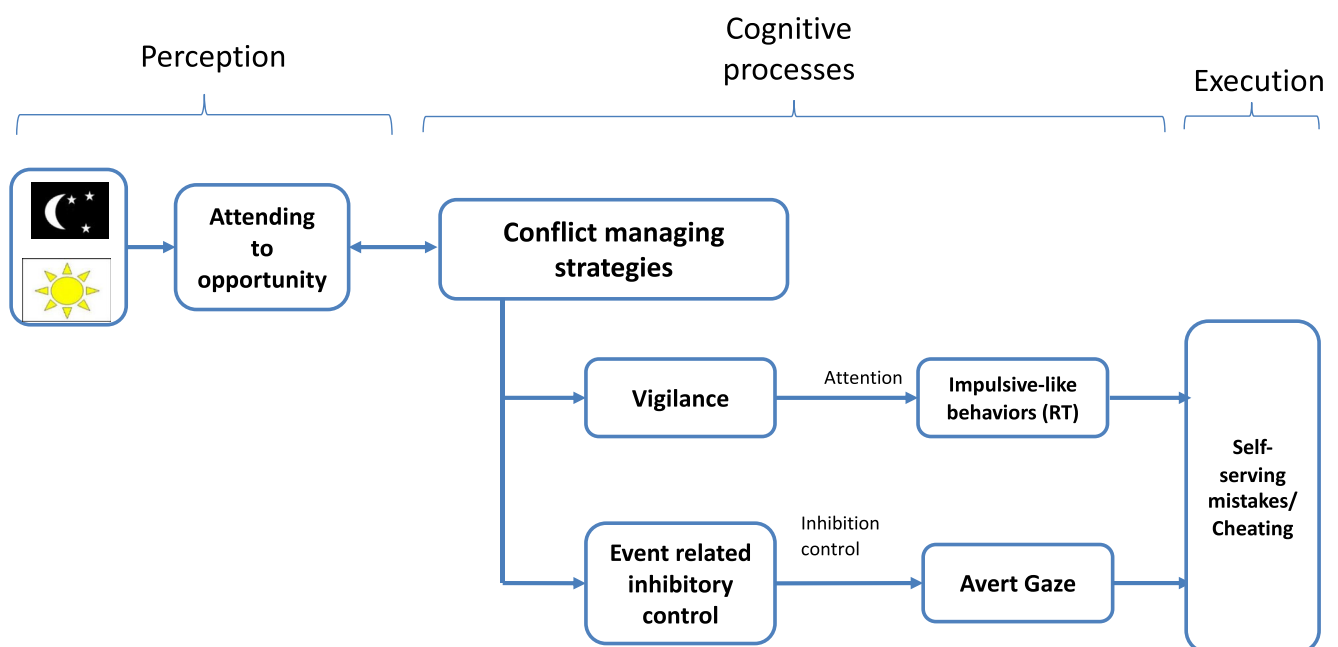 Perception
Cognitive
processes
Execution
Attending
to
opportunity
Conflict managing
strategies
Vigilance
Attention
Impulsive-like
behaviors (RT)
Event related
inhibitory
control
Inhibition
control
Avert Gaze
Self-
serving
mistakes/
Cheating